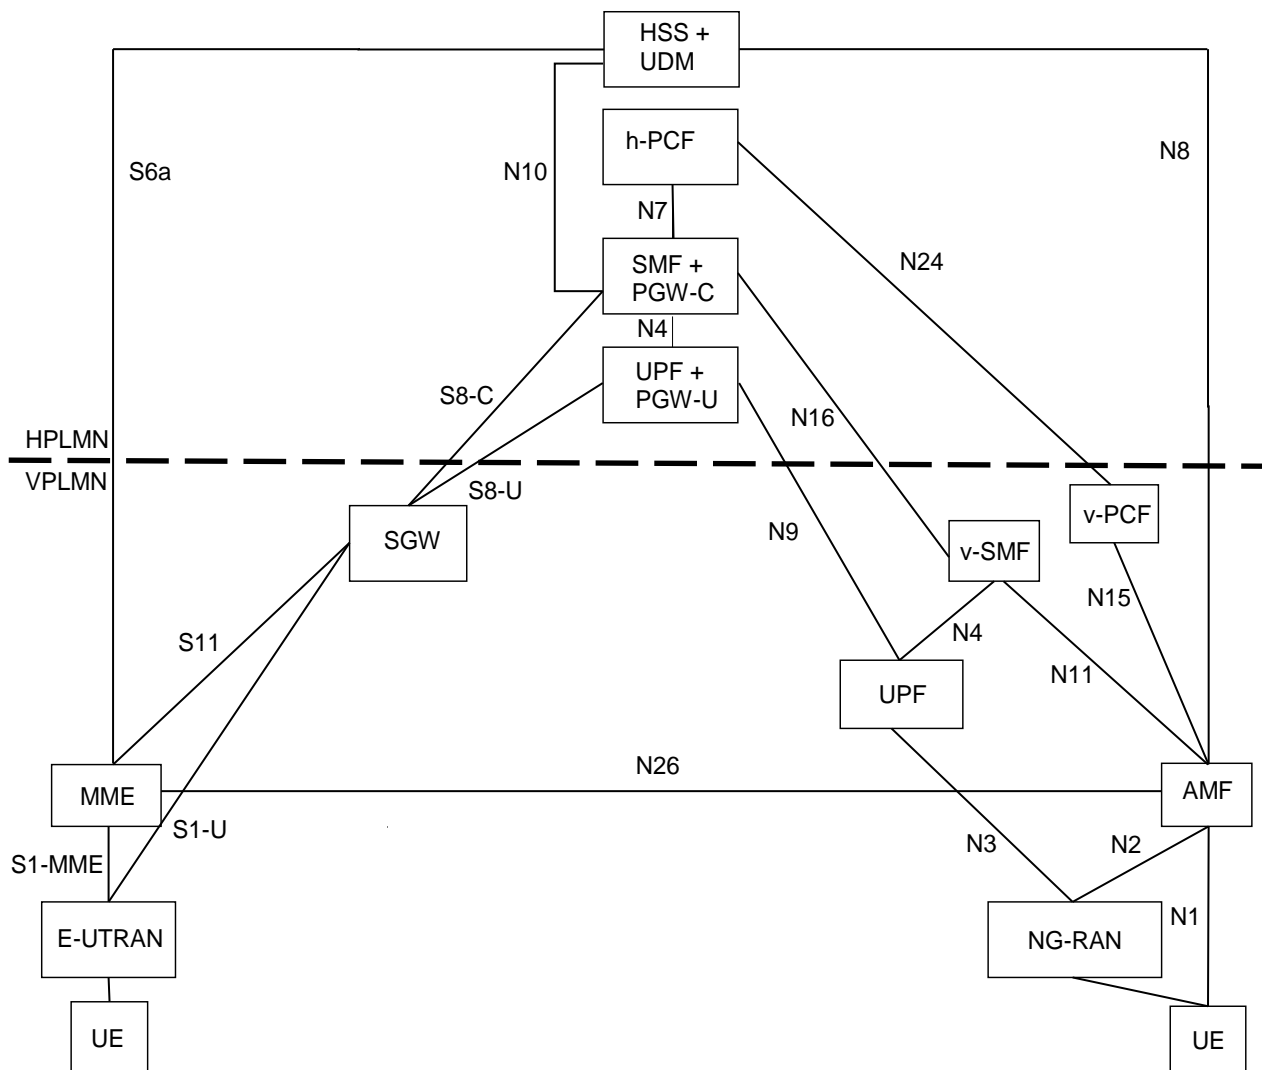 HSS +
UDM
h-PCF
S6a
N10
N8
N7
SMF +
PGW-C
N24
N4
UPF +
PGW-U
S8-C
N16
HPLMN
VPLMN
S8-U
v-PCF
SGW
N9
v-SMF
N15
S11
N4
N11
UPF
N26
MME
AMF
S1-U
S1-MME
N3
N2
N1
E-UTRAN
NG-RAN
UE
UE